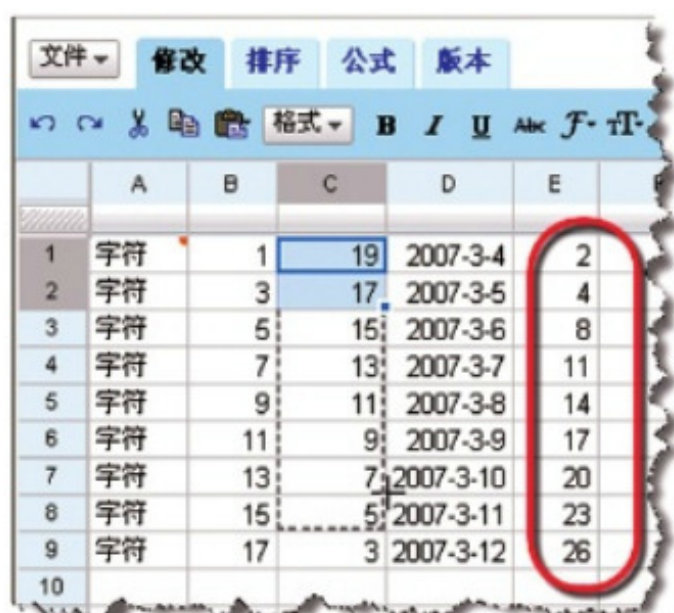 文件 修改 排序 公式 版本
格式 B I U Abc F T
A B C D E
1 字符 1 19 2007-3-4 2
2 字符 3 17 2007-3-5 4
3 字符 5 15 2007-3-6 8
4 字符 7 13 2007-3-7 11
5 字符 9 11 2007-3-8 14
6 字符 11 9 2007-3-9 17
7 字符 13 7 2007-3-10 20
8 字符 15 5 2007-3-11 23
9 字符 17 3 2007-3-12 26
10